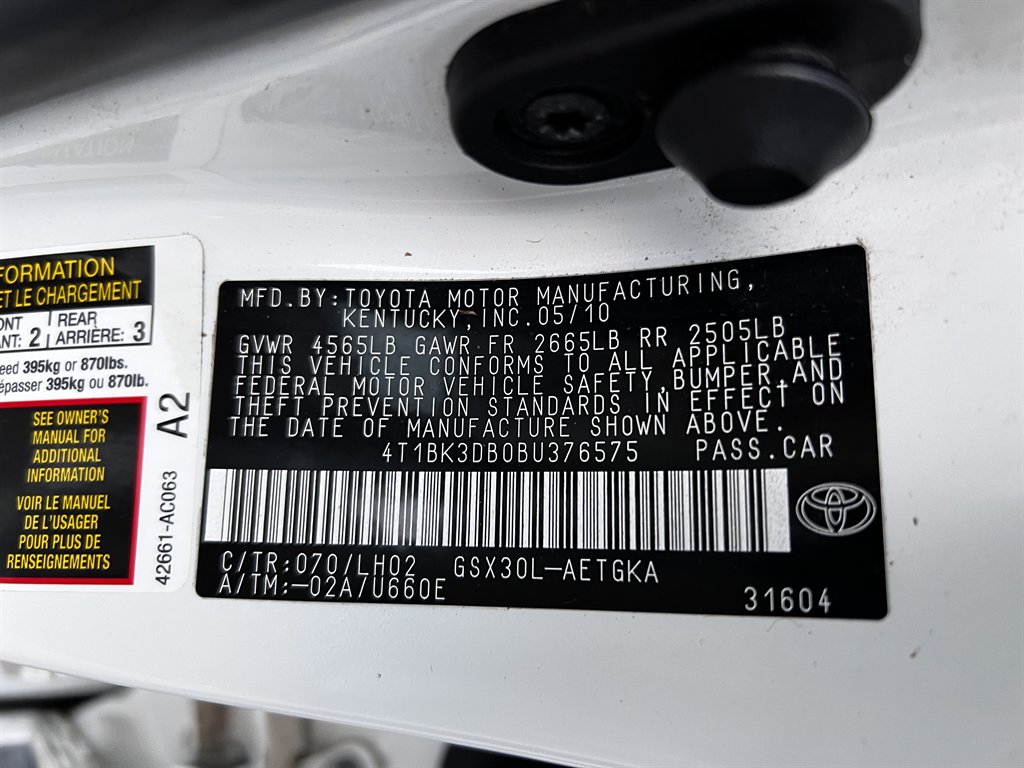 FORMATION
ET LE CHARGEMENT
REAR
2 ARRIÈRE: 3
395kg or 870lbs.
395kg ou 870lb.
SEE OWNER'S
MANUAL FOR
ADDITIONAL
INFORMATION
VOIR LE MANUEL
DE L'USAGER
POUR PLUS DE
RENSEIGNEMENTS
A2
42661-AC063
MFD.BY:TOYOTA MOTOR MANUFACTURING,
KENTUCKY,INC.05/10
GVWR 4565LB GAWR FR 2665LB RR 2505LB
THIS VEHICLE CONFORMS TO ALL APPLICABLE
FEDERAL MOTOR VEHICLE SAFETY,BUMPER,AND
THEFT PREVENTION STANDARDS IN EFFECT ON
THE DATE OF MANUFACTURE SHOWN ABOVE.
4T1BK3DB0BU376575 PASS.CAR
C/TR:070/LH02 GSX30L-AETGKA
A/TM:-02A/U660E
31604